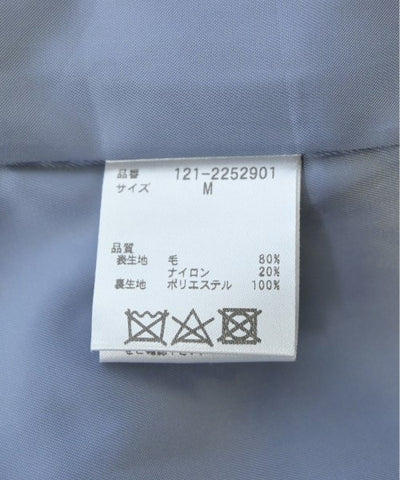 品番 121-2252901
サイズ M
品質
表生地 毛 80%
ナイロン 20%
裏生地 ポリエステル 100%